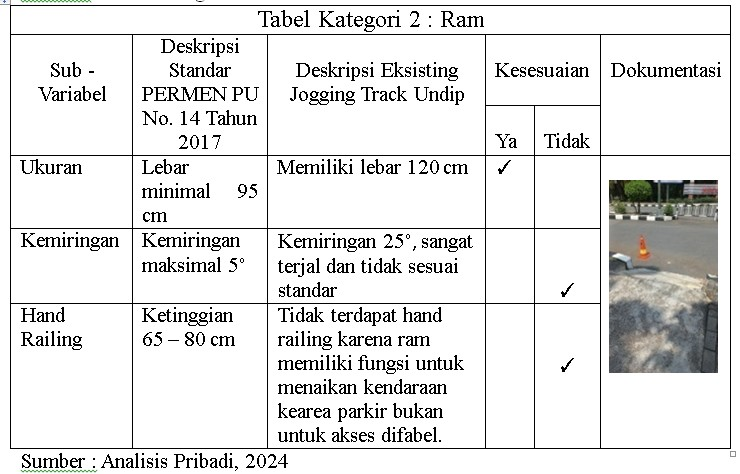 Tabel Kategori 2 : Ram
Sub -
Variabel
Deskripsi
Standar
PERMEN PU
No. 14 Tahun
2017
Deskripsi Eksisting
Jogging Track Undip
Kesesuaian
Ya
Tidak
Dokumentasi
Ukuran
Lebar
minimal 95
cm
Memiliki lebar 120 cm
✓
Kemiringan
Kemiringan
maksimal 5°
Kemiringan 25°, sangat
terjal dan tidak sesuai
standar
✓
Hand
Railing
Ketinggian
65 – 80 cm
Tidak terdapat hand
railing karena ram
memiliki fungsi untuk
menaikan kendaraan
kearea parkir bukan
untuk akses difabel.
✓
Sumber : Analisis Pribadi, 2024